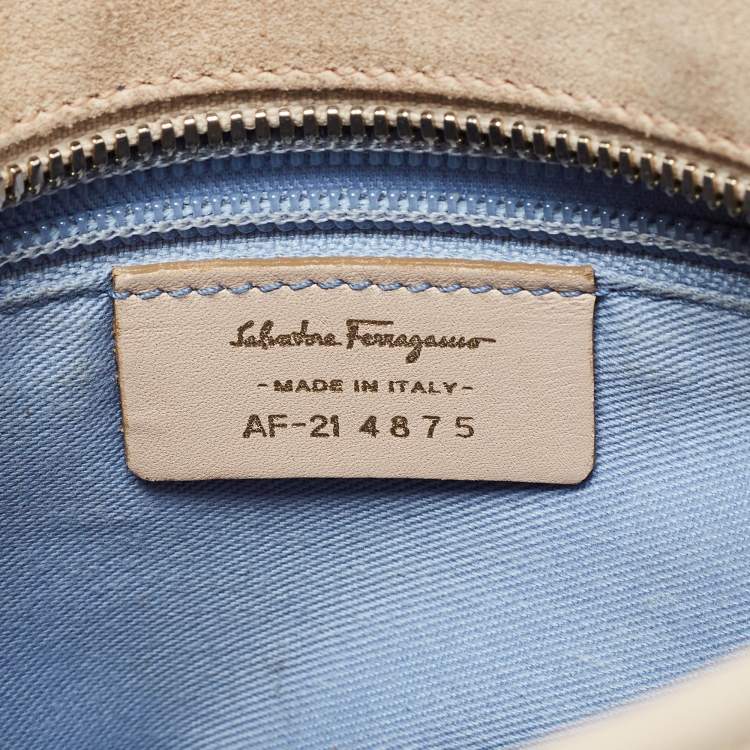 Salvatore Ferragamo
- MADE IN ITALY -
AF-21 4875